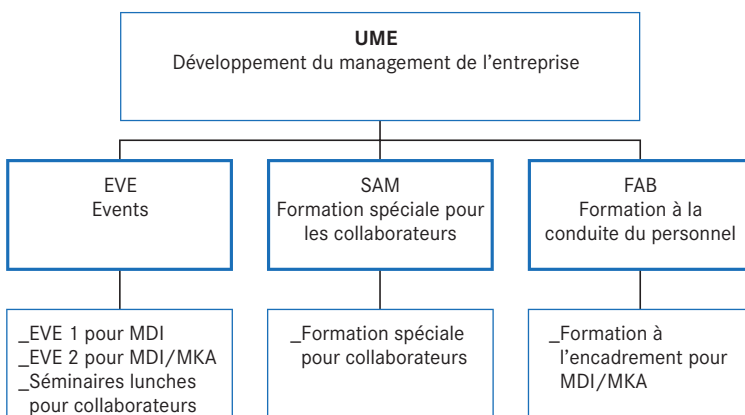 UME
Développement du management de l'entreprise
EVE
Events
SAM
Formation spéciale pour
les collaborateurs
FAB
Formation à la
conduite du personnel
_EVE 1 pour MDI
_EVE 2 pour MDI/MKA
_Séminaires lunches
pour collaborateurs
_Formation spéciale
pour collaborateurs
_Formation à
l'encadrement pour
MDI/MKA